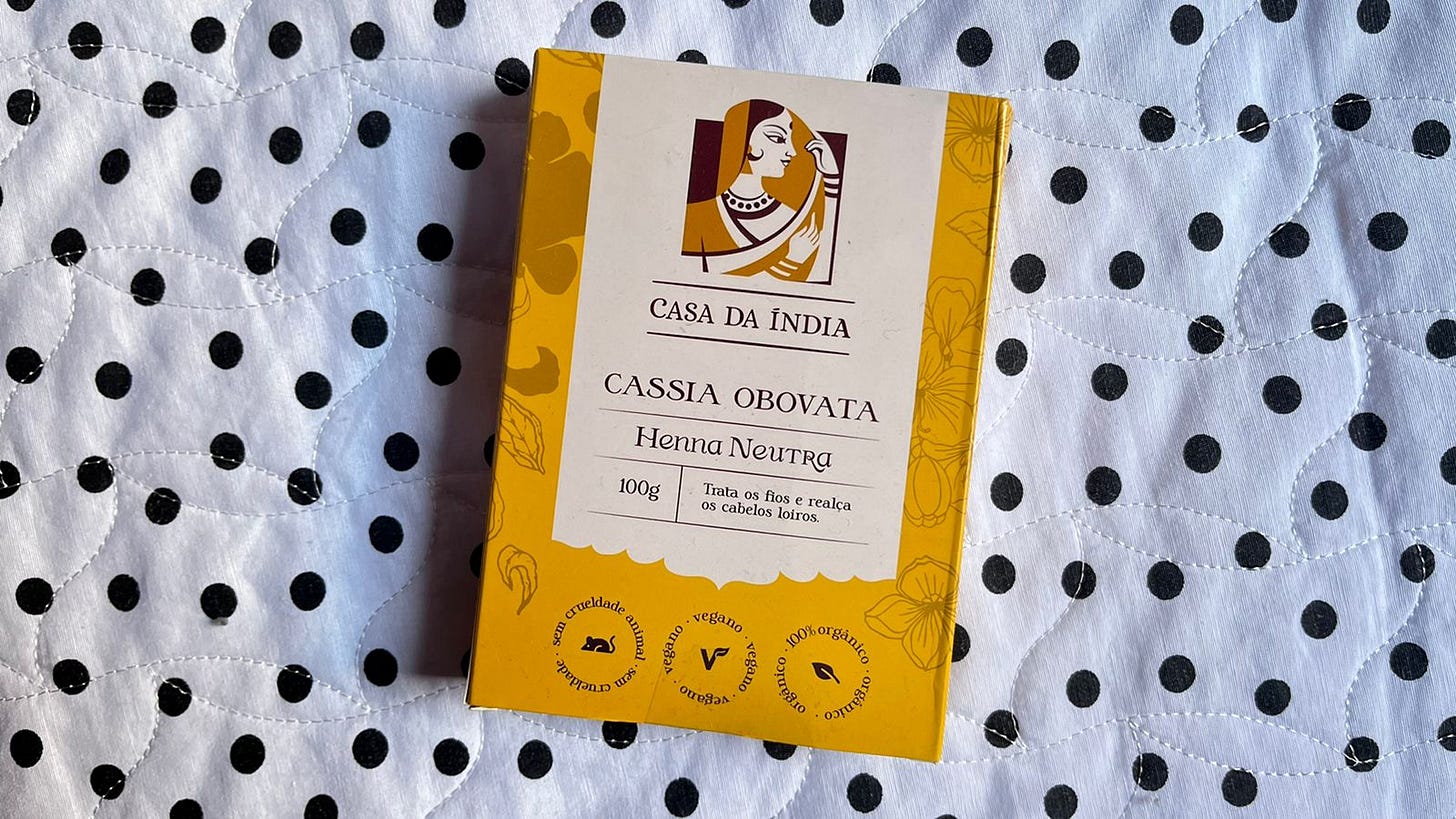 CASA DA ÍNDIA
CASSIA OBOVATA
Henna Neutra
100g
Trata os fios e realça
os cabelos loiros.
sem crueldade animal · sem crueldade ·
vegano · vegano · vegano · vegano ·
V
100% orgânico · orgânico · orgânico ·